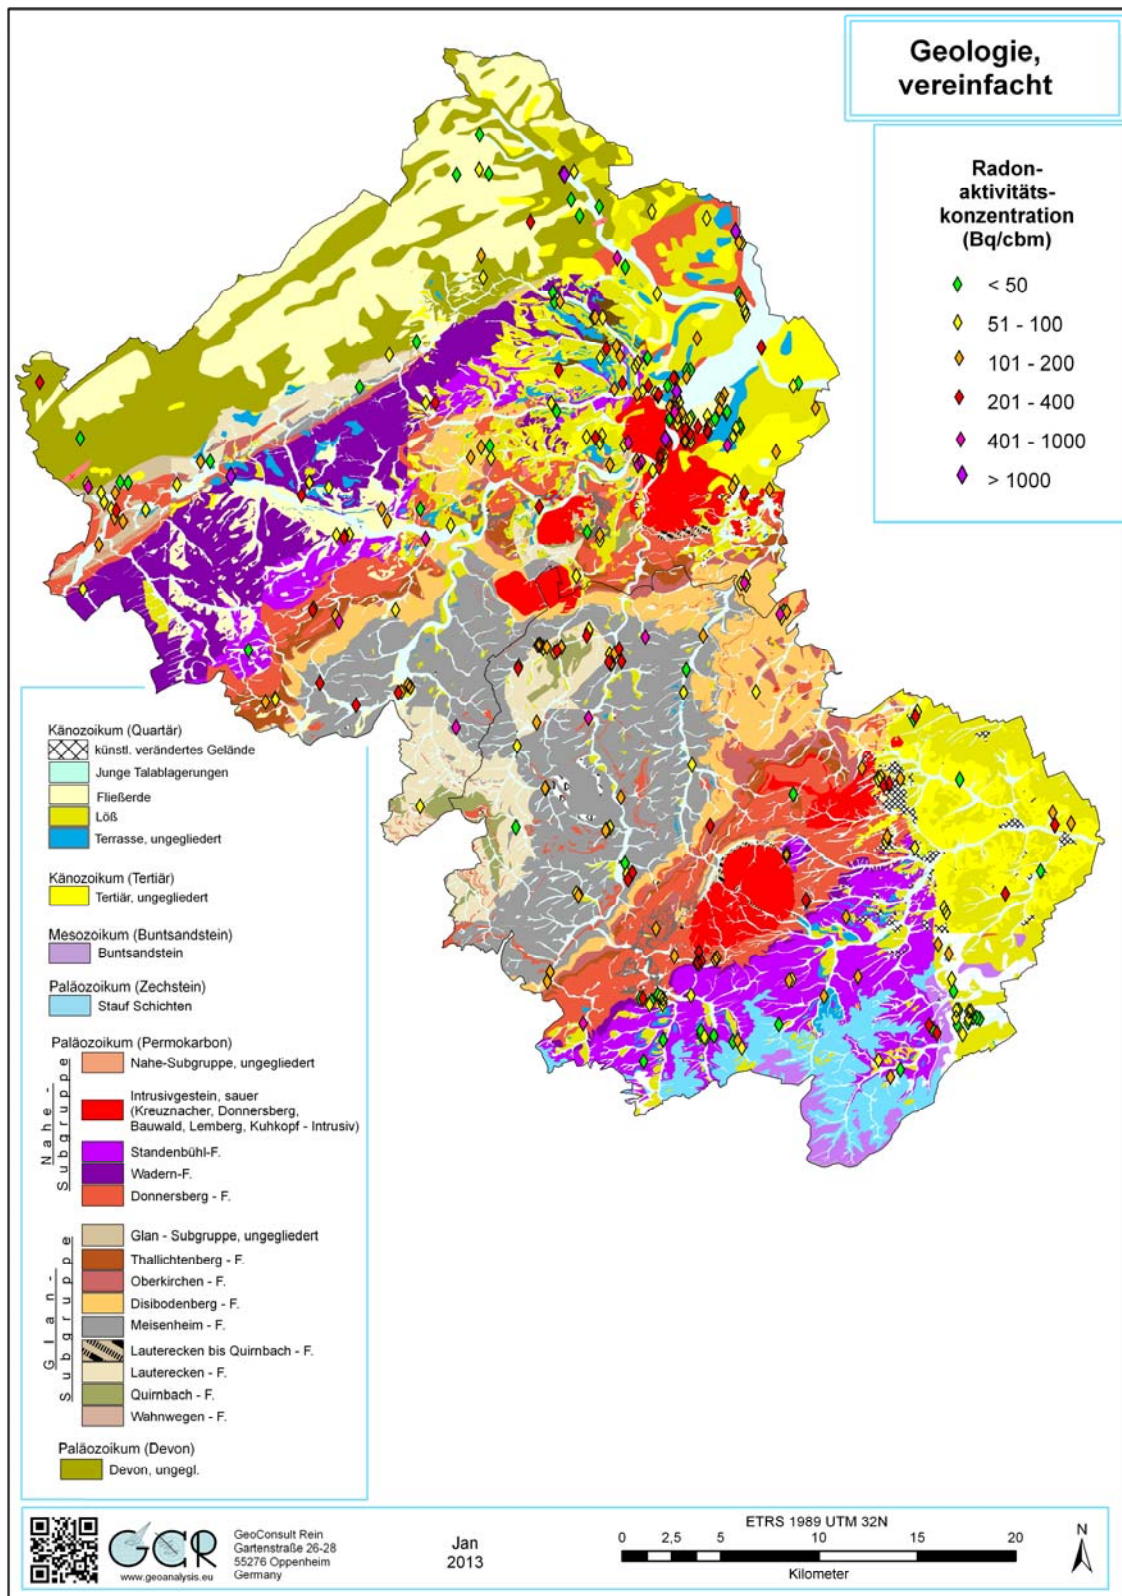 Geologie,
vereinfacht
Radon-
aktivitäts-
konzentration
(Bq/cbm)
< 50
51 - 100
101 - 200
201 - 400
401 - 1000
> 1000
Känozoikum (Quartär)
künstl. verändertes Gelände
Junge Talablagerungen
Fließerde
Löß
Terrasse, ungegliedert
Känozoikum (Tertiär)
Tertiär, ungegliedert
Mesozoikum (Buntsandstein)
Buntsandstein
Paläozoikum (Zechstein)
Stauf Schichten
Paläozoikum (Permokarbon)
Nahe -
Subgruppe
Nahe-Subgruppe, ungegliedert
Intrusivgestein, sauer
(Kreuznacher, Donnersberg,
Bauwald, Lemberg, Kuhkopf - Intrusiv)
Standenbühl-F.
Wadern-F.
Donnersberg - F.
Glan -
Subgruppe
Glan - Subgruppe, ungegliedert
Thallichtenberg - F.
Oberkirchen - F.
Disibodenberg - F.
Meisenheim - F.
Lauterecken bis Quirnbach - F.
Lauterecken - F.
Quirnbach - F.
Wahnwegen - F.
Paläozoikum (Devon)
Devon, ungegl.
GCR
www.geoanalysis.eu
GeoConsult Rein
Gartenstraße 26-28
55276 Oppenheim
Germany
Jan
2013
ETRS 1989 UTM 32N
0 2,5 5 10 15 20
Kilometer
N